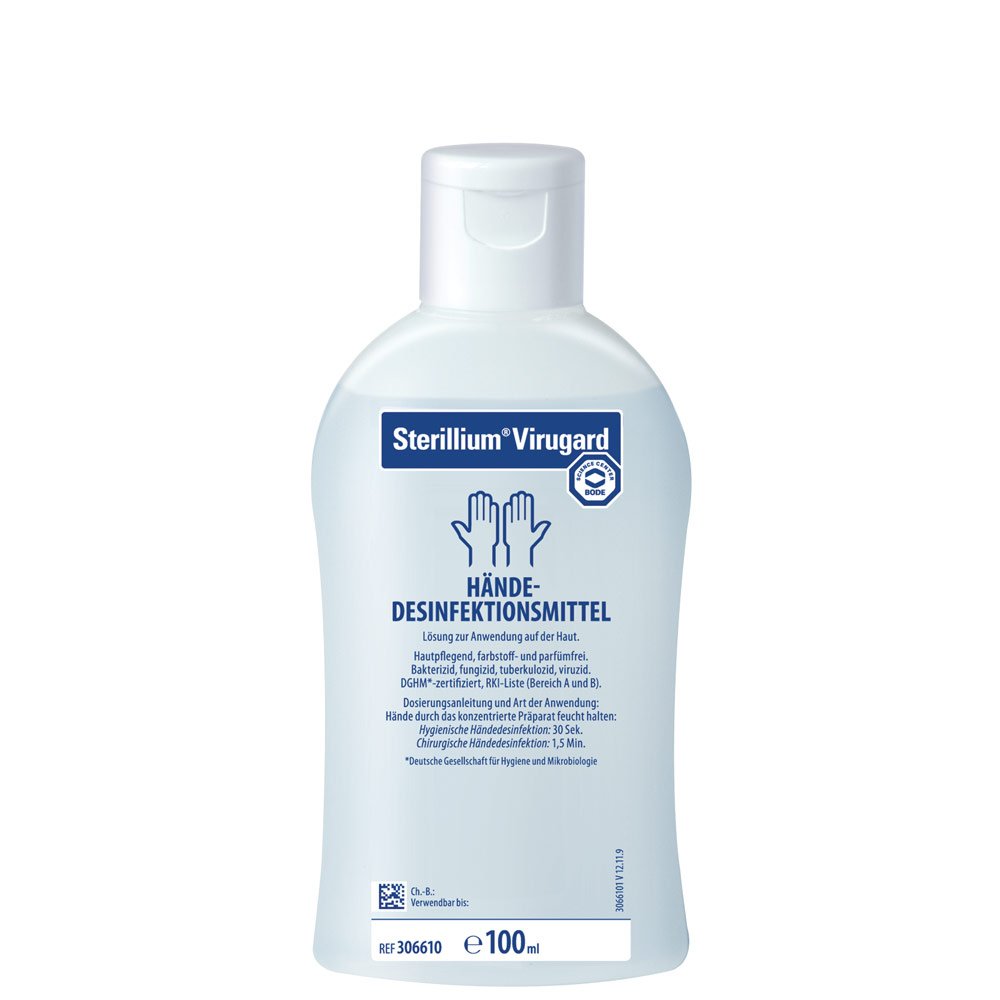 Sterillium® Virugard
SCIENCE CENTER
BODE
HÄNDE-
DESINFEKTIONSMITTEL
Lösung zur Anwendung auf der Haut.
Hautpflegend, farbstoff- und parfümfrei.
Bakterizid, fungizid, tuberkulozid, viruzid.
DGHM*-zertifiziert, RKI-Liste (Bereich A und B).
Dosierungsanleitung und Art der Anwendung:
Hände durch das konzentrierte Präparat feucht halten:
Hygienische Händedesinfektion: 30 Sek.
Chirurgische Händedesinfektion: 1,5 Min.
*Deutsche Gesellschaft für Hygiene und Mikrobiologie
3066101 V 12.11.9
Ch.-B.:
Verwendbar bis:
REF 306610 ℮ 100 ml